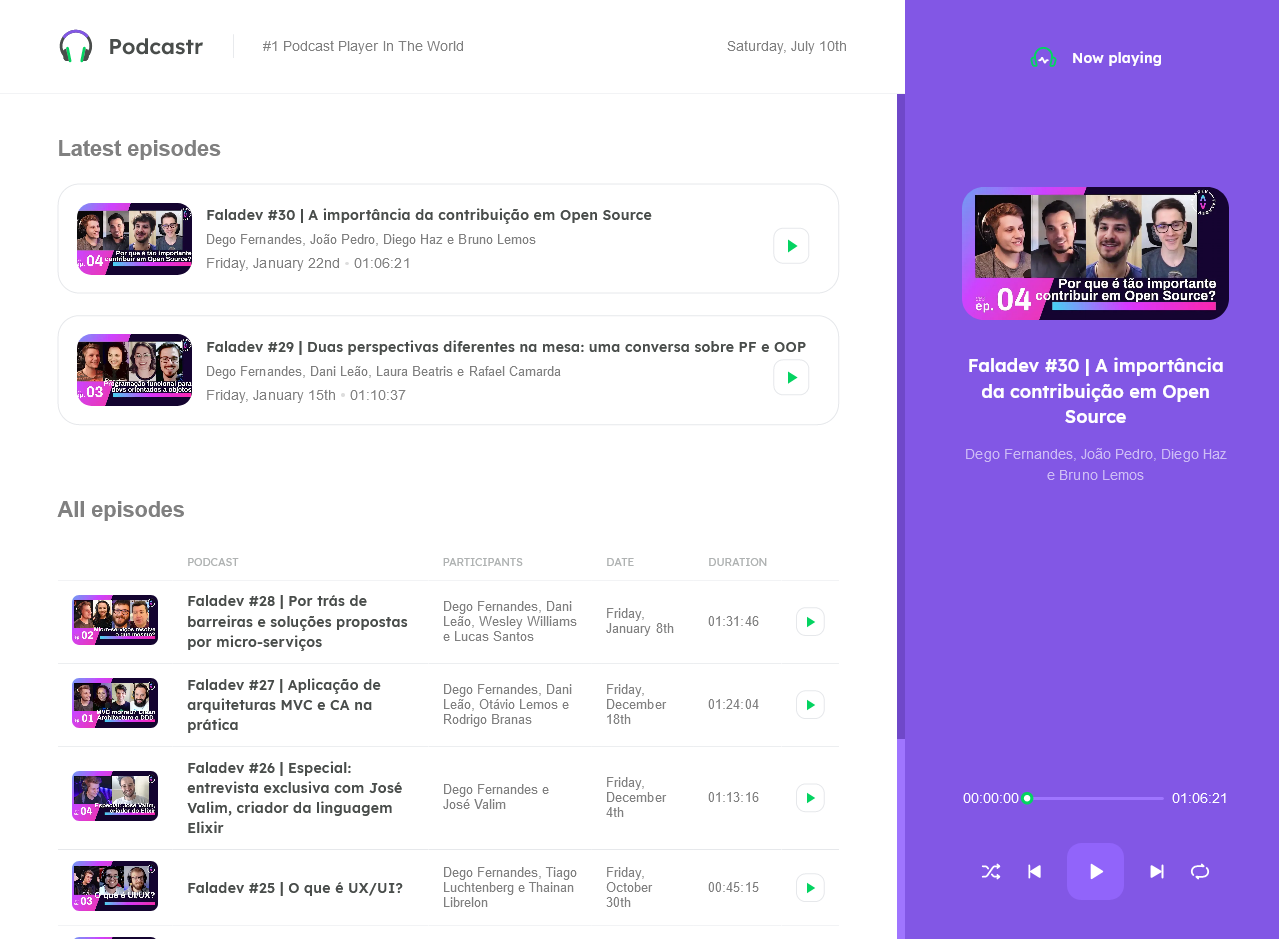 Podcastr
#1 Podcast Player In The World
Saturday, July 10th
Now playing
Latest episodes
Faladev #30 | A importância da contribuição em Open Source
Dego Fernandes, João Pedro, Diego Haz e Bruno Lemos
Friday, January 22nd • 01:06:21
04
Por que é tão importante
contribuir em Open Source?
Faladev #29 | Duas perspectivas diferentes na mesa: uma conversa sobre PF e OOP
Dego Fernandes, Dani Leão, Laura Beatris e Rafael Camarda
Friday, January 15th • 01:10:37
03
Programação funcional para
devs orientados a objetos
All episodes
PODCAST
PARTICIPANTS
DATE
DURATION
02
Faladev #28 | Por trás de
barreiras e soluções propostas
por micro-serviços
Dego Fernandes, Dani
Leão, Wesley Williams
e Lucas Santos
Friday,
January 8th
01:31:46
01
Faladev #27 | Aplicação de
arquiteturas MVC e CA na
prática
Dego Fernandes, Dani
Leão, Otávio Lemos e
Rodrigo Branas
Friday,
December
18th
01:24:04
Especial: José Valim,
criador do Elixir
04
Faladev #26 | Especial:
entrevista exclusiva com José
Valim, criador da linguagem
Elixir
Dego Fernandes e
José Valim
Friday,
December
4th
01:13:16
O que é UI,UX?
03
Faladev #25 | O que é UX/UI?
Dego Fernandes, Tiago
Luchtenberg e Thainan
Librelon
Friday,
October
30th
00:45:15
ep. 04
Por que é tão importante
contribuir em Open Source?
Faladev #30 | A importância
da contribuição em Open
Source
Dego Fernandes, João Pedro, Diego Haz
e Bruno Lemos
00:00:00
01:06:21